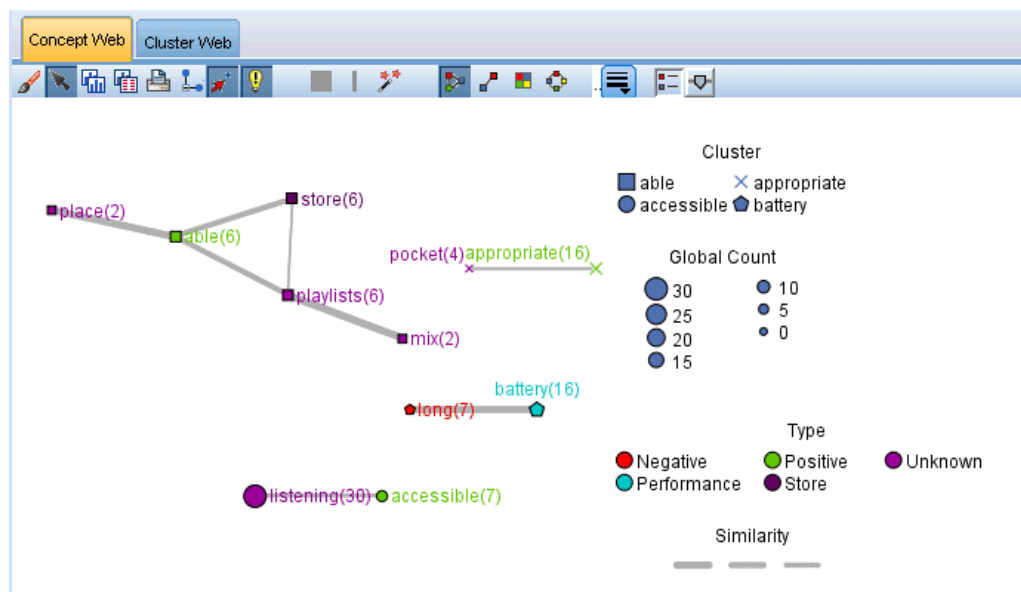 Concept Web Cluster Web
Cluster
able appropriate
accessible battery
place(2)
store(6)
able(6)
pocket(4) appropriate(16)
playlists(6)
mix(2)
Global Count
30 10
25 5
20 0
15
battery(16)
long(7)
listening(30) accessible(7)
Type
Negative Positive Unknown
Performance Store
Similarity